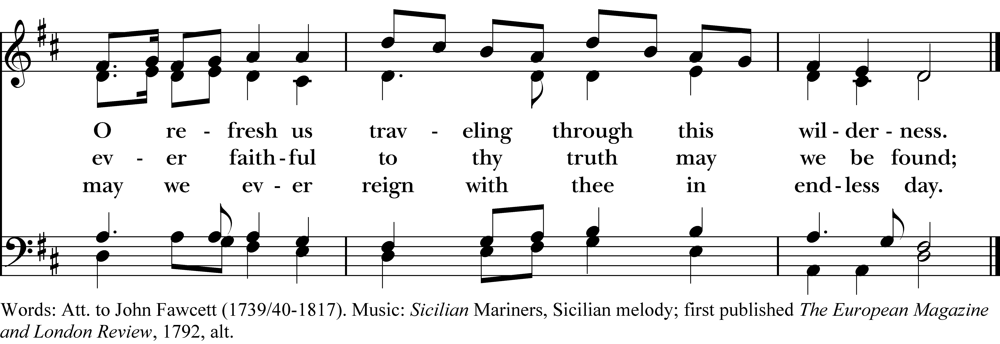 O re - fresh us trav - eling through this wil - der - ness.
ev - er faith - ful to thy truth may we be found;
may we ev - er reign with thee in end - less day.
Words: Att. to John Fawcett (1739/40-1817). Music: Sicilian Mariners, Sicilian melody; first published The European Magazine
and London Review, 1792, alt.